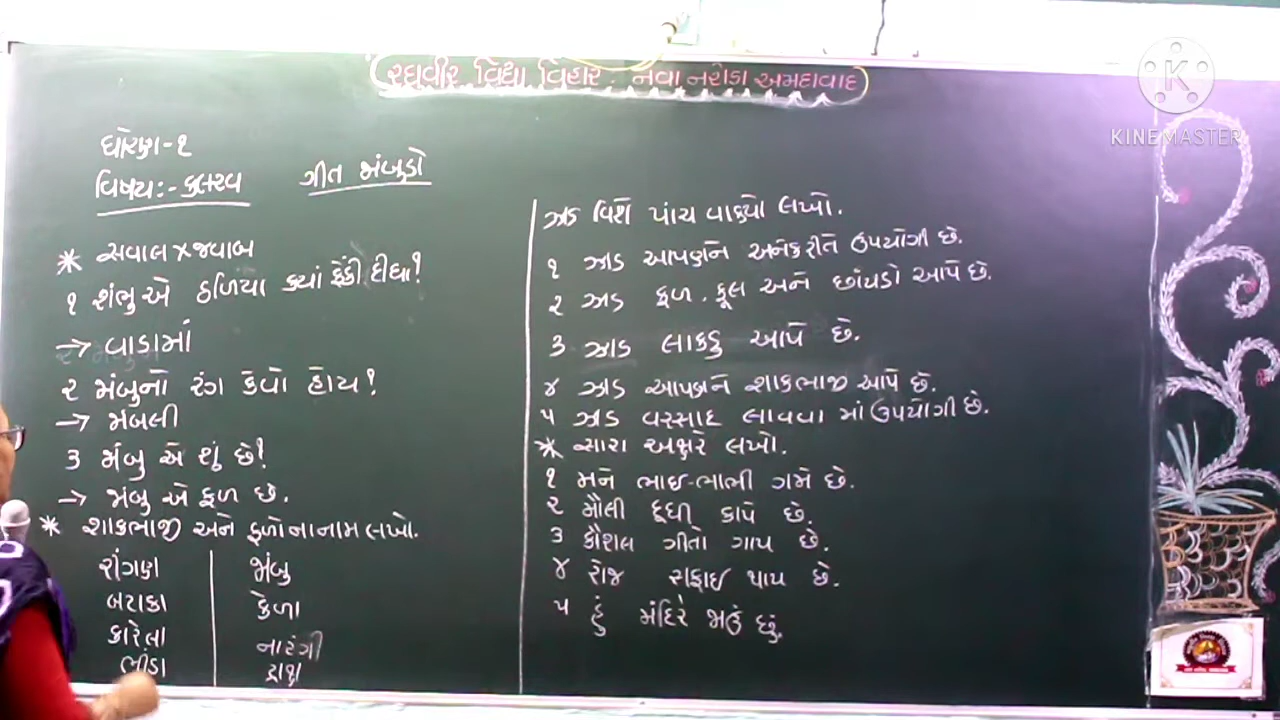 રઘુવીર વિદ્યા વિહાર : નવા નરોડા અમદાવાદ
KINEMASTER
ધોરણ-૧
વિષય:- કલરવ ગીત જાંબુડો
* સવાલ × જવાબ
૧ શંભુએ ઠળિયા ક્યાં ફેંકી દીધા?
→ વાડામાં
૨ જાંબુનો રંગ કેવો હોય?
→ જાંબલી
૩ જાંબુ એ શું છે?
→ જાંબુ એ ફળ છે.
* શાકભાજી અને ફળોના નામ લખો.
રીંગણ જાંબુ
બટાકા કેળા
કારેલા નારંગી
ભીંડા દ્રાક્ષ
ઝાડ વિશે પાંચ વાક્યો લખો.
૧ ઝાડ આપણને અનેક રીતે ઉપયોગી છે.
૨ ઝાડ ફળ, ફૂલ અને છાંયડો આપે છે.
૩ ઝાડ લાકડુ આપે છે.
૪ ઝાડ આપણને શાકભાજી આપે છે.
૫ ઝાડ વરસાદ લાવવા માં ઉપયોગી છે.
* સારા અક્ષરે લખો.
૧ મને ભાઇ-ભાભી ગમે છે.
૨ મૌલી દૂધી કાપે છે.
૩ કૌશલ ગીતો ગાય છે.
૪ રોજ સફાઇ થાય છે.
૫ હું મંદિરે જાઉં છું.